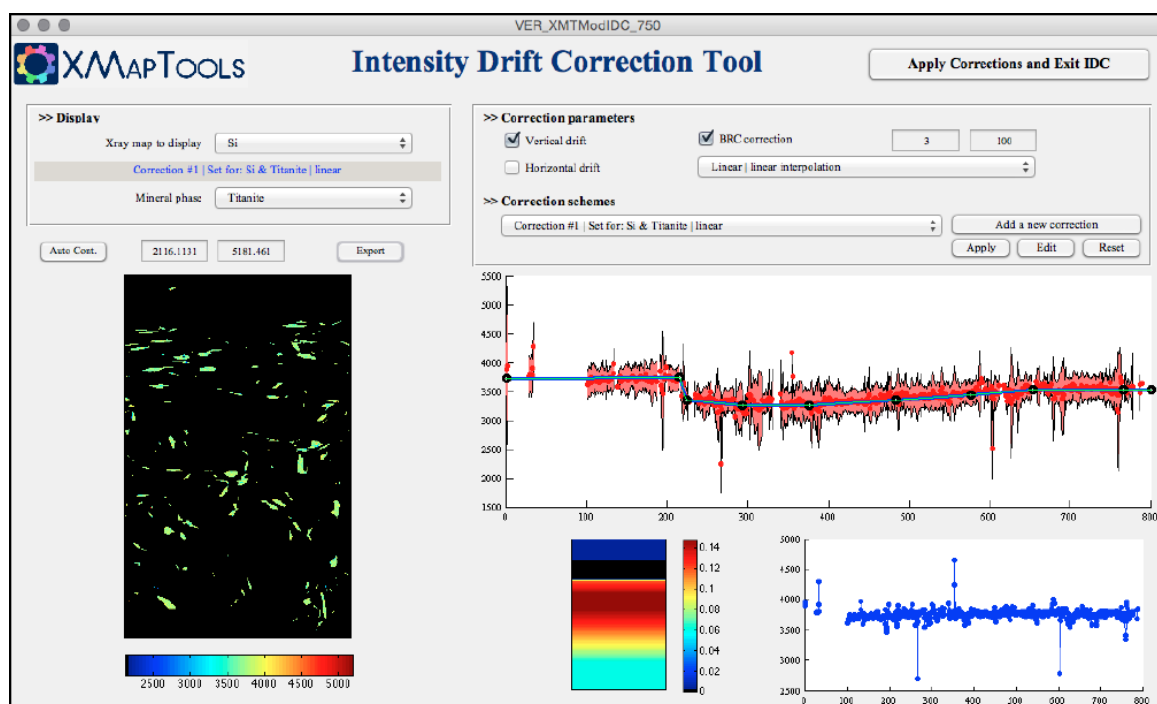 VER_XMTModIDC_750
XMapTools
Intensity Drift Correction Tool
Apply Corrections and Exit IDC
>> Display
Xray map to display
Si
Correction #1 | Set for: Si & Titanite | linear
Mineral phase
Titanite
Auto Cont.
2116.1131
5181.461
Export
>> Correction parameters
Vertical drift
BRC correction
3
100
Horizontal drift
Linear | linear interpolation
>> Correction schemes
Correction #1 | Set for: Si & Titanite | linear
Add a new correction
Apply
Edit
Reset
5500
5000
4500
4000
3500
3000
2500
2000
1500
0 100 200 300 400 500 600 700 800
2500 3000 3500 4000 4500 5000
0.14
0.12
0.1
0.08
0.06
0.04
0.02
0
5000
4500
4000
3500
3000
2500
0 100 200 300 400 500 600 700 800